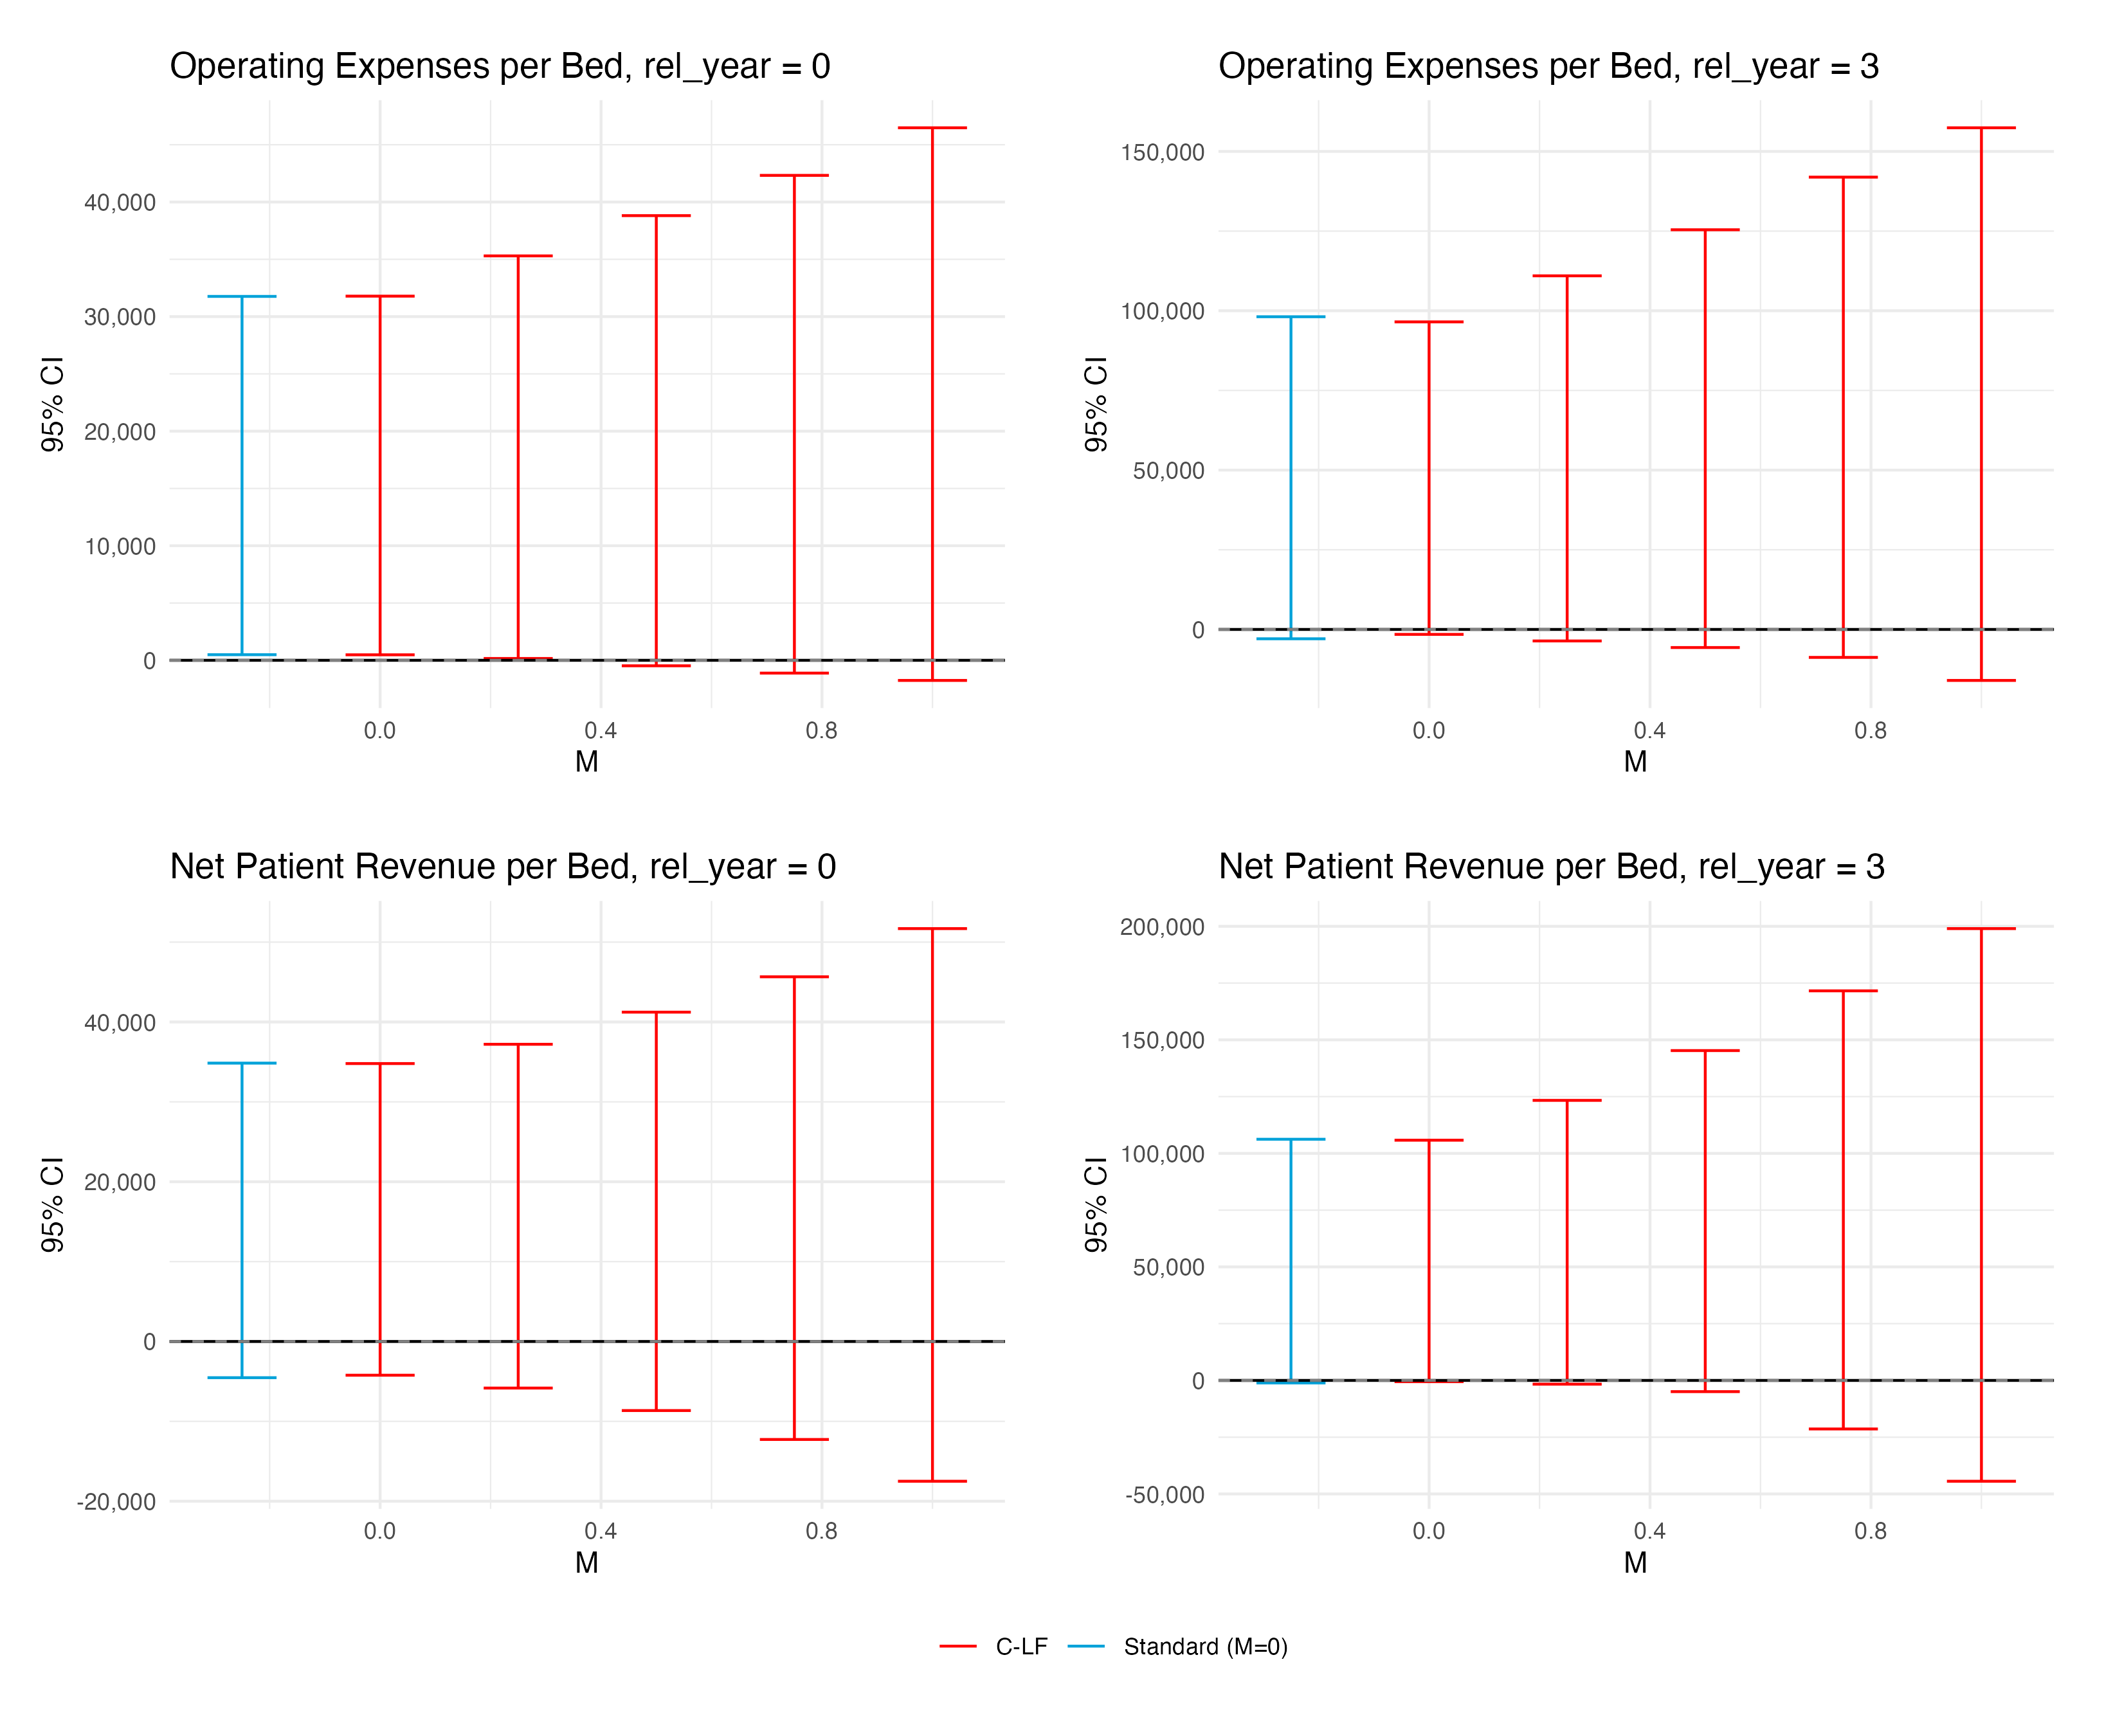 Operating Expenses per Bed, rel_year = 0
95% CI
40,000
30,000
20,000
10,000
0
0.0 0.4 0.8
M
Operating Expenses per Bed, rel_year = 3
95% CI
150,000
100,000
50,000
0
0.0 0.4 0.8
M
Net Patient Revenue per Bed, rel_year = 0
95% CI
40,000
20,000
0
-20,000
0.0 0.4 0.8
M
Net Patient Revenue per Bed, rel_year = 3
95% CI
200,000
150,000
100,000
50,000
0
-50,000
0.0 0.4 0.8
M
C-LF Standard (M=0)